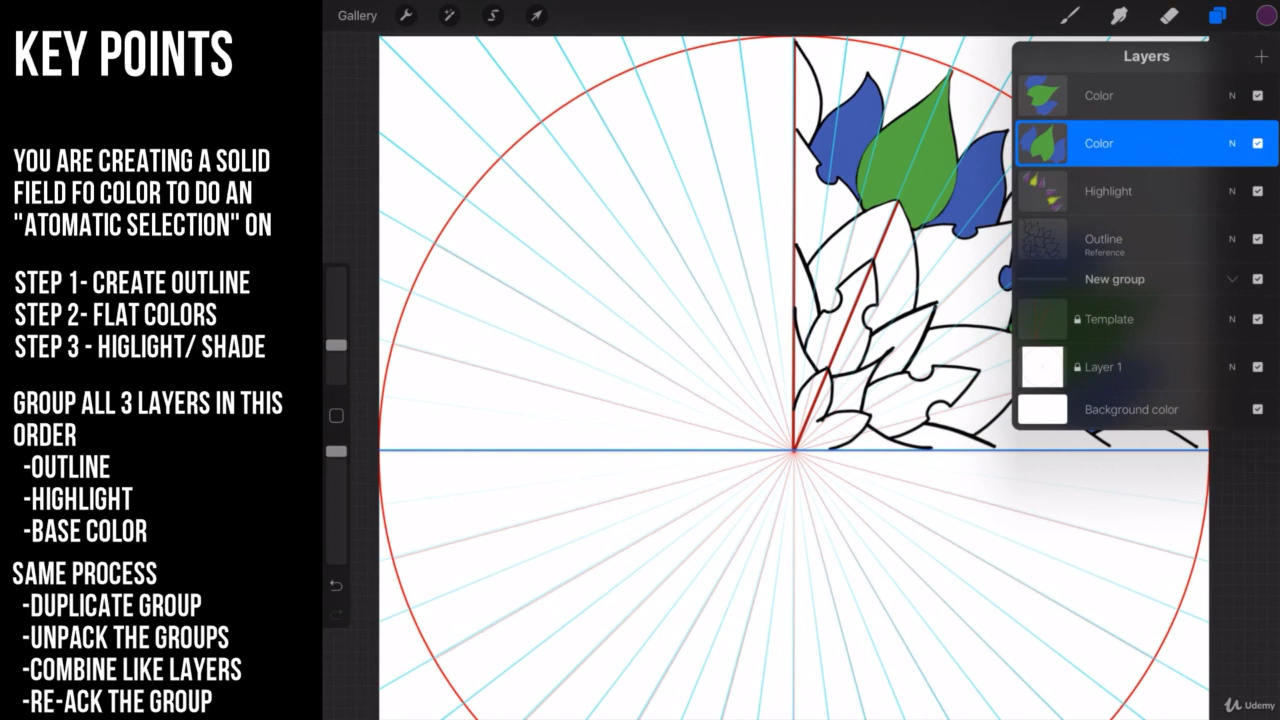 KEY POINTS
YOU ARE CREATING A SOLID
FIELD FO COLOR TO DO AN
"ATOMATIC SELECTION" ON
STEP 1- CREATE OUTLINE
STEP 2- FLAT COLORS
STEP 3 - HIGLIGHT/ SHADE
GROUP ALL 3 LAYERS IN THIS
ORDER
-OUTLINE
-HIGHLIGHT
-BASE COLOR
SAME PROCESS
-DUPLICATE GROUP
-UNPACK THE GROUPS
-COMBINE LIKE LAYERS
-RE-ACK THE GROUP
Gallery
Layers
Color N
Color N
Highlight N
Outline N
Reference
New group
Template N
Layer 1 N
Background color
Udemy